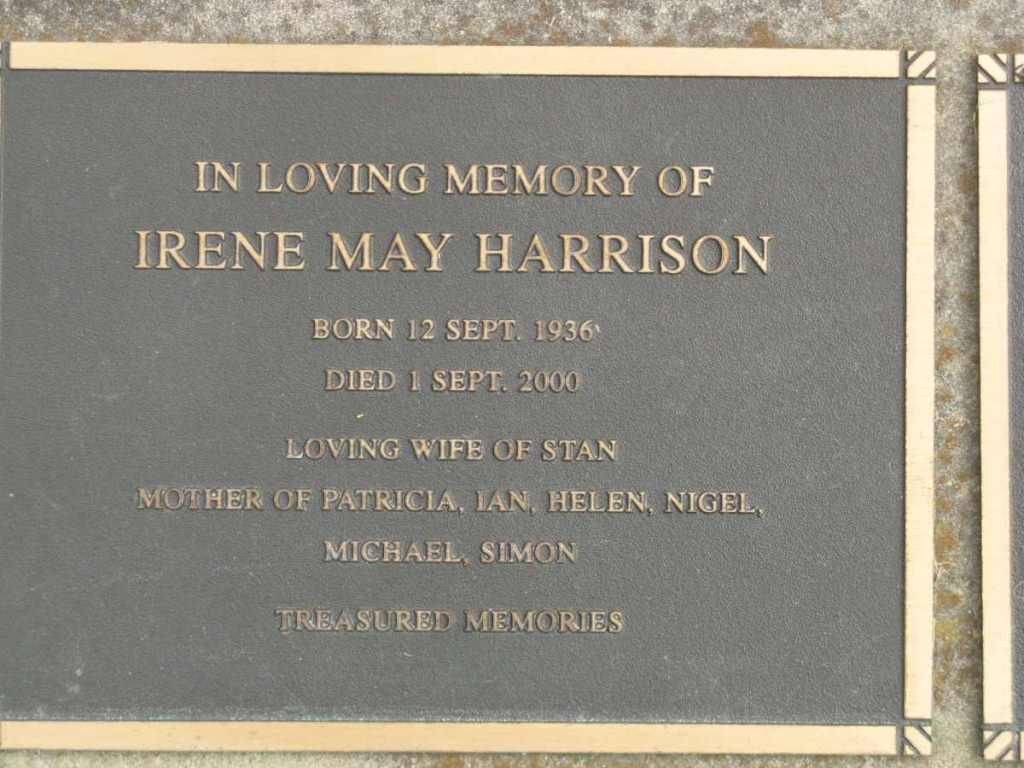 IN LOVING MEMORY OF
IRENE MAY HARRISON
BORN 12 SEPT. 1936
DIED 1 SEPT. 2000
LOVING WIFE OF STAN
MOTHER OF PATRICIA, IAN, HELEN, NIGEL,
MICHAEL, SIMON
TREASURED MEMORIES